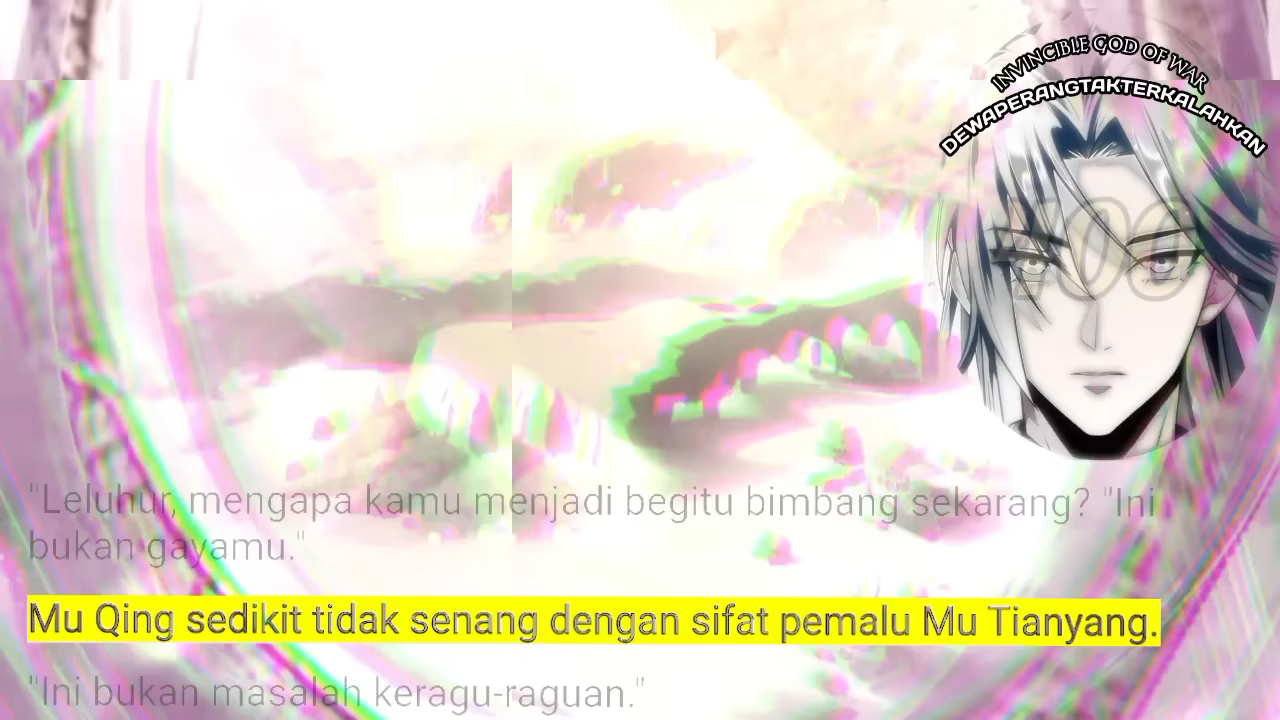 INVINCIBLE GOD OF WAR
DEWAPERANGTAKTERKALAHKAN
"Leluhur, mengapa kamu menjadi begitu bimbang sekarang? "Ini
bukan gayamu."
Mu Qing sedikit tidak senang dengan sifat pemalu Mu Tianyang.
"Ini bukan masalah keragu-raguan."